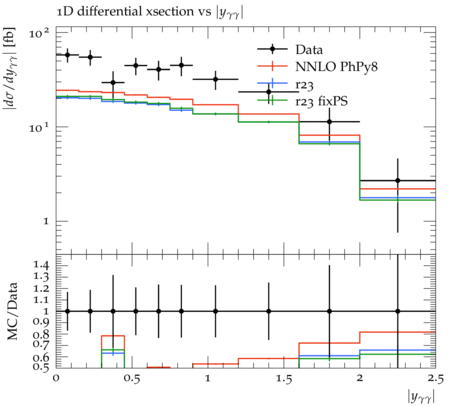 1D differential xsection vs |yγγ|
|dσ/dyγγ| [fb]
10²
10¹
1
Data
NNLO PhPy8
r23
r23 fixPS
MC/Data
1.4
1.3
1.2
1.1
1
0.9
0.8
0.7
0.6
0.5
0 0.5 1 1.5 2 2.5
|yγγ|